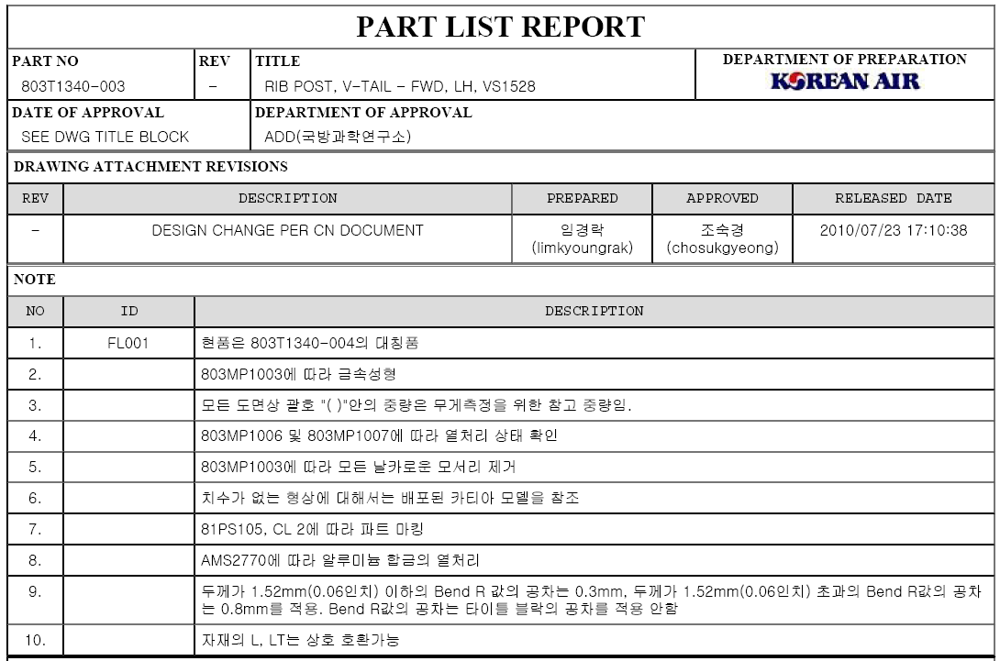 PART LIST REPORT
PART NO
REV
TITLE
DEPARTMENT OF PREPARATION
803T1340-003
-
RIB POST, V-TAIL - FWD, LH, VS1528
KOREAN AIR
DATE OF APPROVAL
DEPARTMENT OF APPROVAL
SEE DWG TITLE BLOCK
ADD(국방과학연구소)
DRAWING ATTACHMENT REVISIONS
REV
DESCRIPTION
PREPARED
APPROVED
RELEASED DATE
-
DESIGN CHANGE PER CN DOCUMENT
임경락
(limkyoungrak)
조숙경
(chosukgyeong)
2010/07/23 17:10:38
NOTE
NO
ID
DESCRIPTION
1.
FL001
현품은 803T1340-004의 대칭품
2.
803MP1003에 따라 금속성형
3.
모든 도면상 괄호 "( )"안의 중량은 무게측정을 위한 참고 중량임.
4.
803MP1006 및 803MP1007에 따라 열처리 상태 확인
5.
803MP1003에 따라 모든 날카로운 모서리 제거
6.
치수가 없는 형상에 대해서는 배포된 카티아 모델을 참조
7.
81PS105, CL 2에 따라 파트 마킹
8.
AMS2770에 따라 알루미늄 합금의 열처리
9.
두께가 1.52mm(0.06인치) 이하의 Bend R 값의 공차는 0.3mm, 두께가 1.52mm(0.06인치) 초과의 Bend R값의 공차
는 0.8mm를 적용. Bend R값의 공차는 타이틀 블락의 공차를 적용 안함
10.
자재의 L, LT는 상호 호환가능